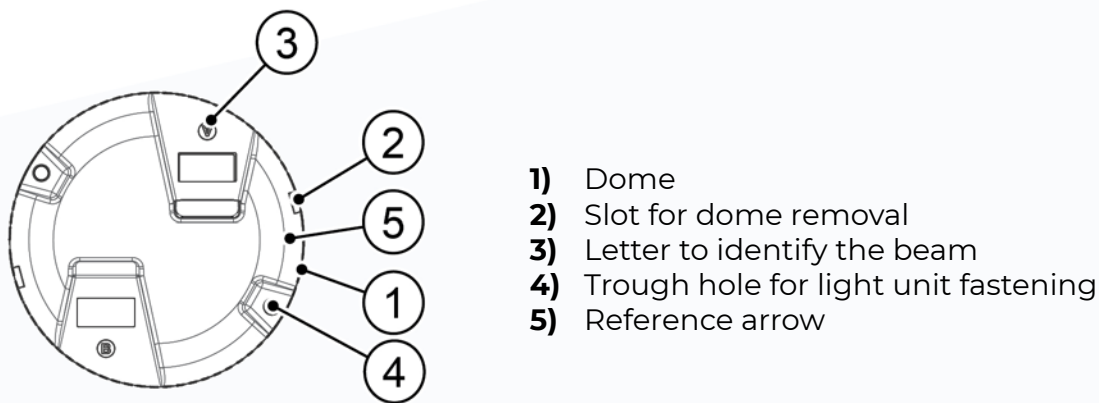 3
2
5
1
4
A
B
1) Dome
2) Slot for dome removal
3) Letter to identify the beam
4) Trough hole for light unit fastening
5) Reference arrow